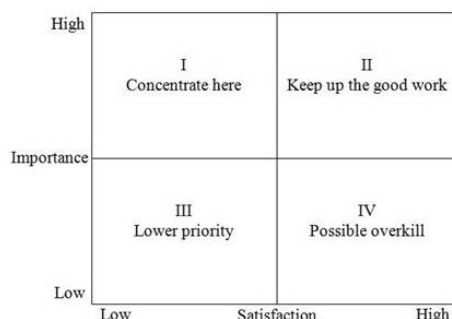 High
I
Concentrate here
II
Keep up the good work
Importance
III
Lower priority
IV
Possible overkill
Low
Low
Satisfaction
High